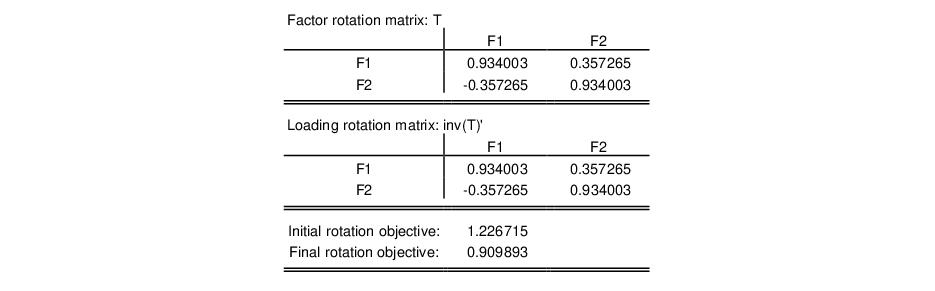 Factor rotation matrix: T
F1 F2
F1 0.934003 0.357265
F2 -0.357265 0.934003
Loading rotation matrix: inv(T)'
F1 F2
F1 0.934003 0.357265
F2 -0.357265 0.934003
Initial rotation objective: 1.226715
Final rotation objective: 0.909893